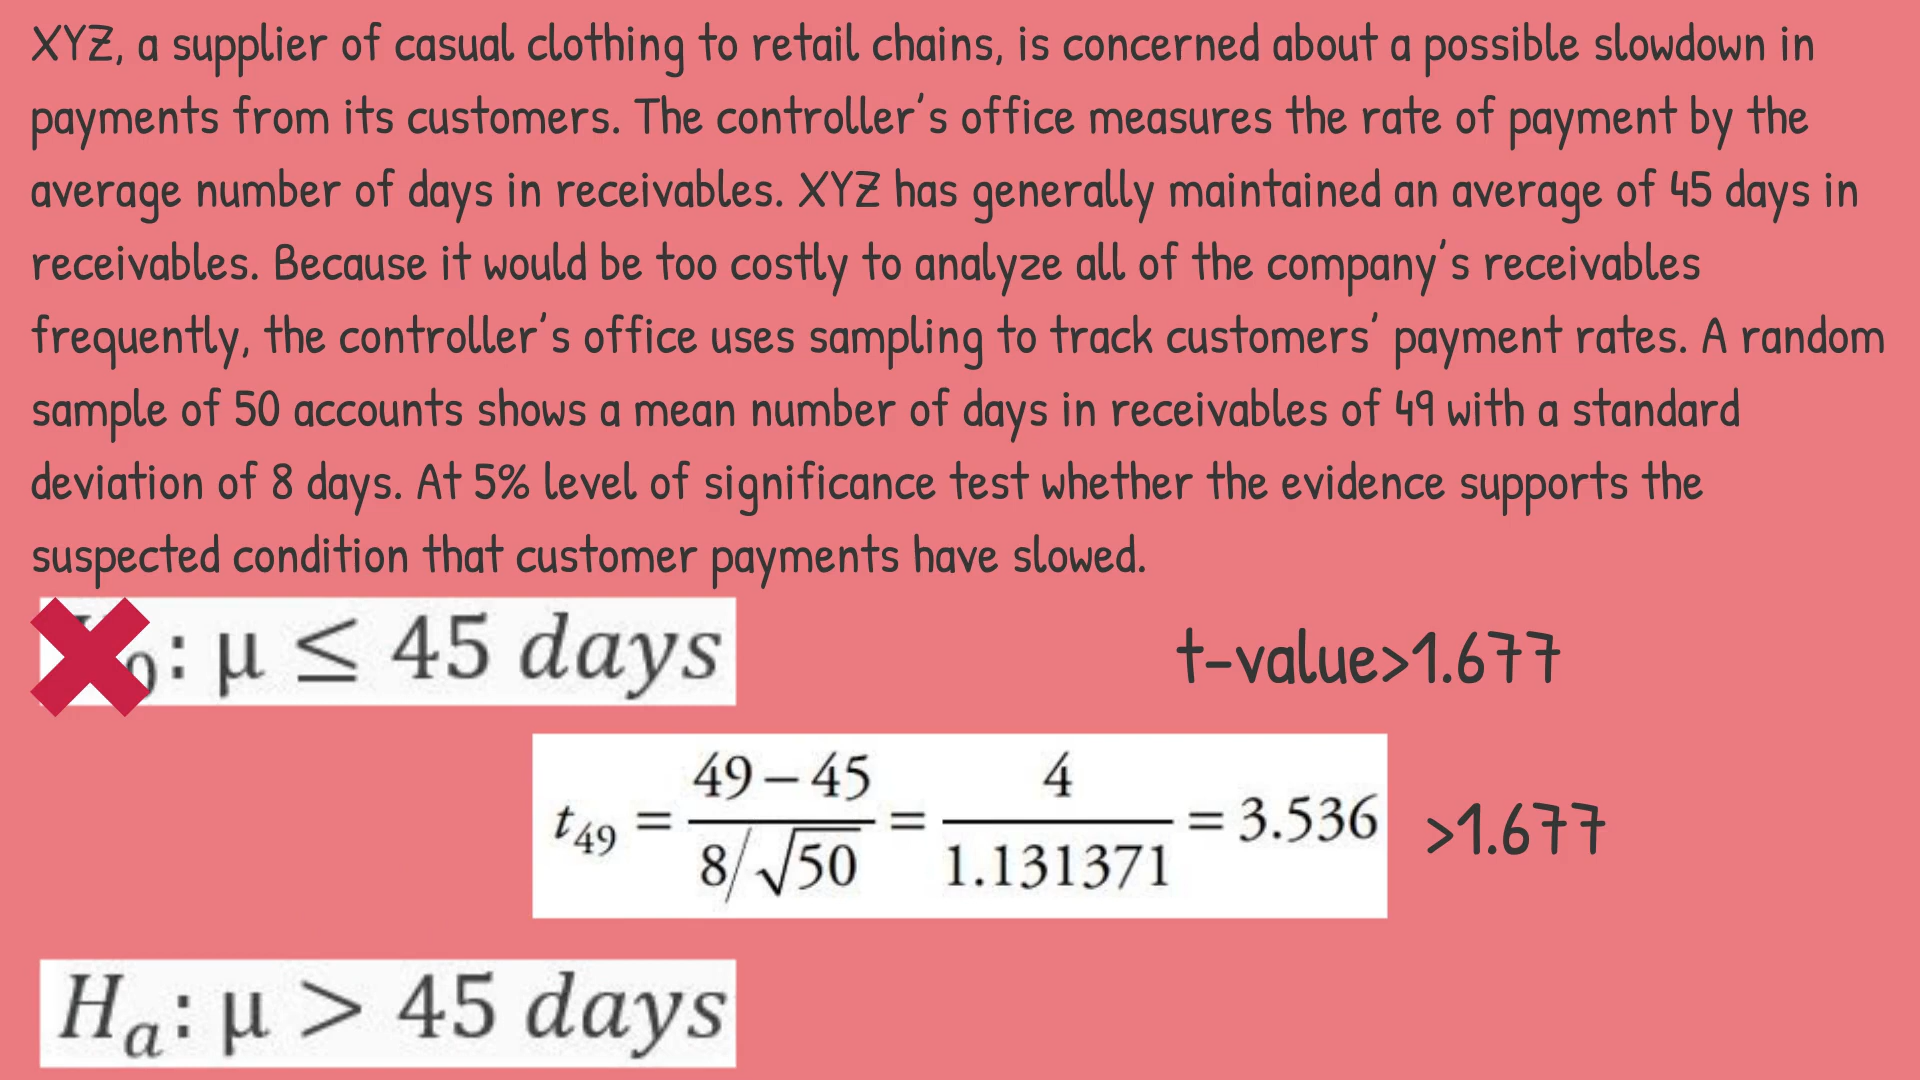 XYZ, a supplier of casual clothing to retail chains, is concerned about a possible slowdown in
payments from its customers. The controller's office measures the rate of payment by the
average number of days in receivables. XYZ has generally maintained an average of 45 days in
receivables. Because it would be too costly to analyze all of the company's receivables
frequently, the controller's office uses sampling to track customers' payment rates. A random
sample of 50 accounts shows a mean number of days in receivables of 49 with a standard
deviation of 8 days. At 5% level of significance test whether the evidence supports the
suspected condition that customer payments have slowed.
0: μ ≤ 45 days
t-value>1.677
t49 = (49 – 45)/(8/√50) = 4/1.131371 = 3.536 >1.677
Ha: μ > 45 days